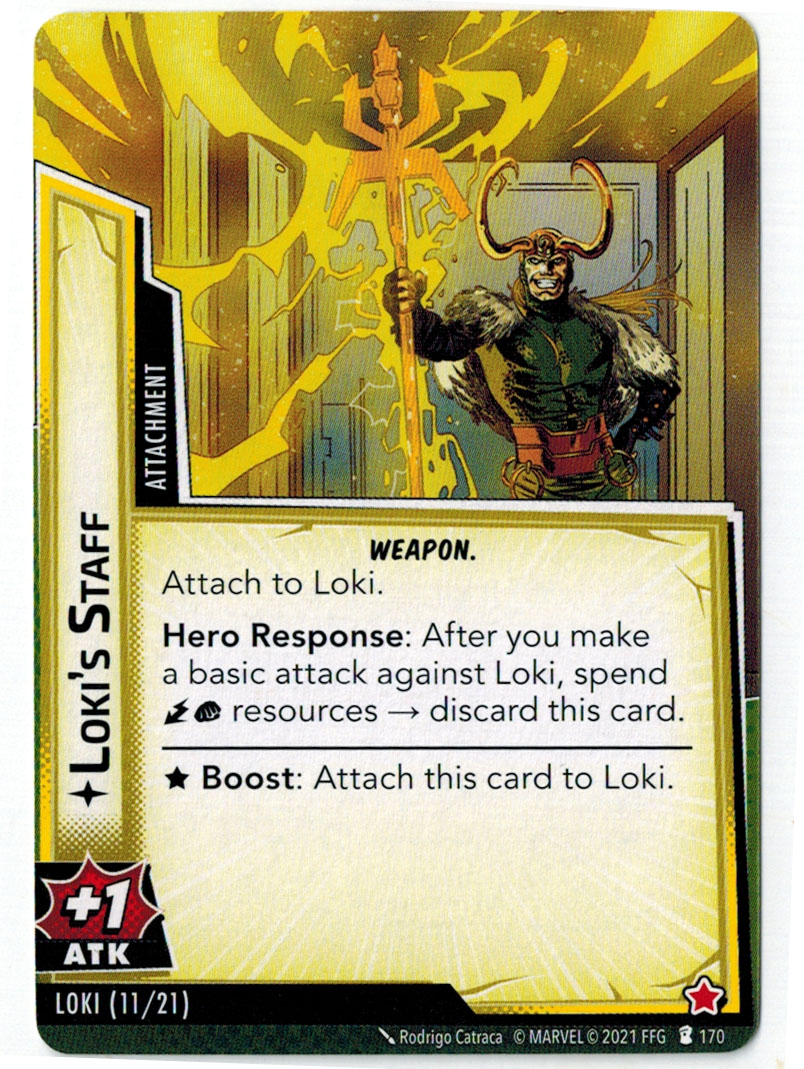 ATTACHMENT
LOKI'S STAFF
WEAPON.
Attach to Loki.
Hero Response: After you make
a basic attack against Loki, spend
resources → discard this card.
★ Boost: Attach this card to Loki.
+1
ATK
LOKI (11/21)
Rodrigo Catraca © MARVEL © 2021 FFG 170